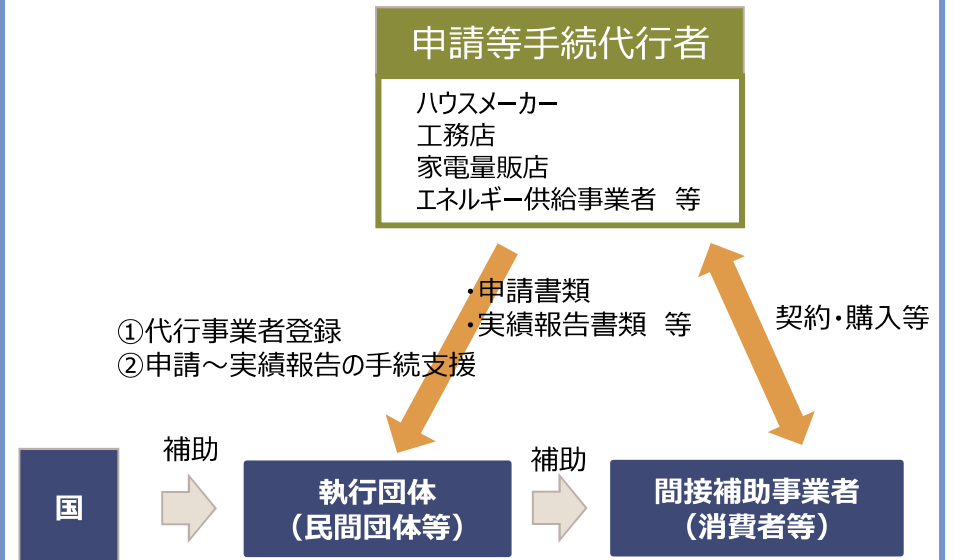 申請等手続代行者
ハウスメーカー
工務店
家電量販店
エネルギー供給事業者　等
・申請書類
・実績報告書類　等
契約・購入等
①代行事業者登録
②申請～実績報告の手続支援
補助
補助
国
執行団体
（民間団体等）
間接補助事業者
（消費者等）